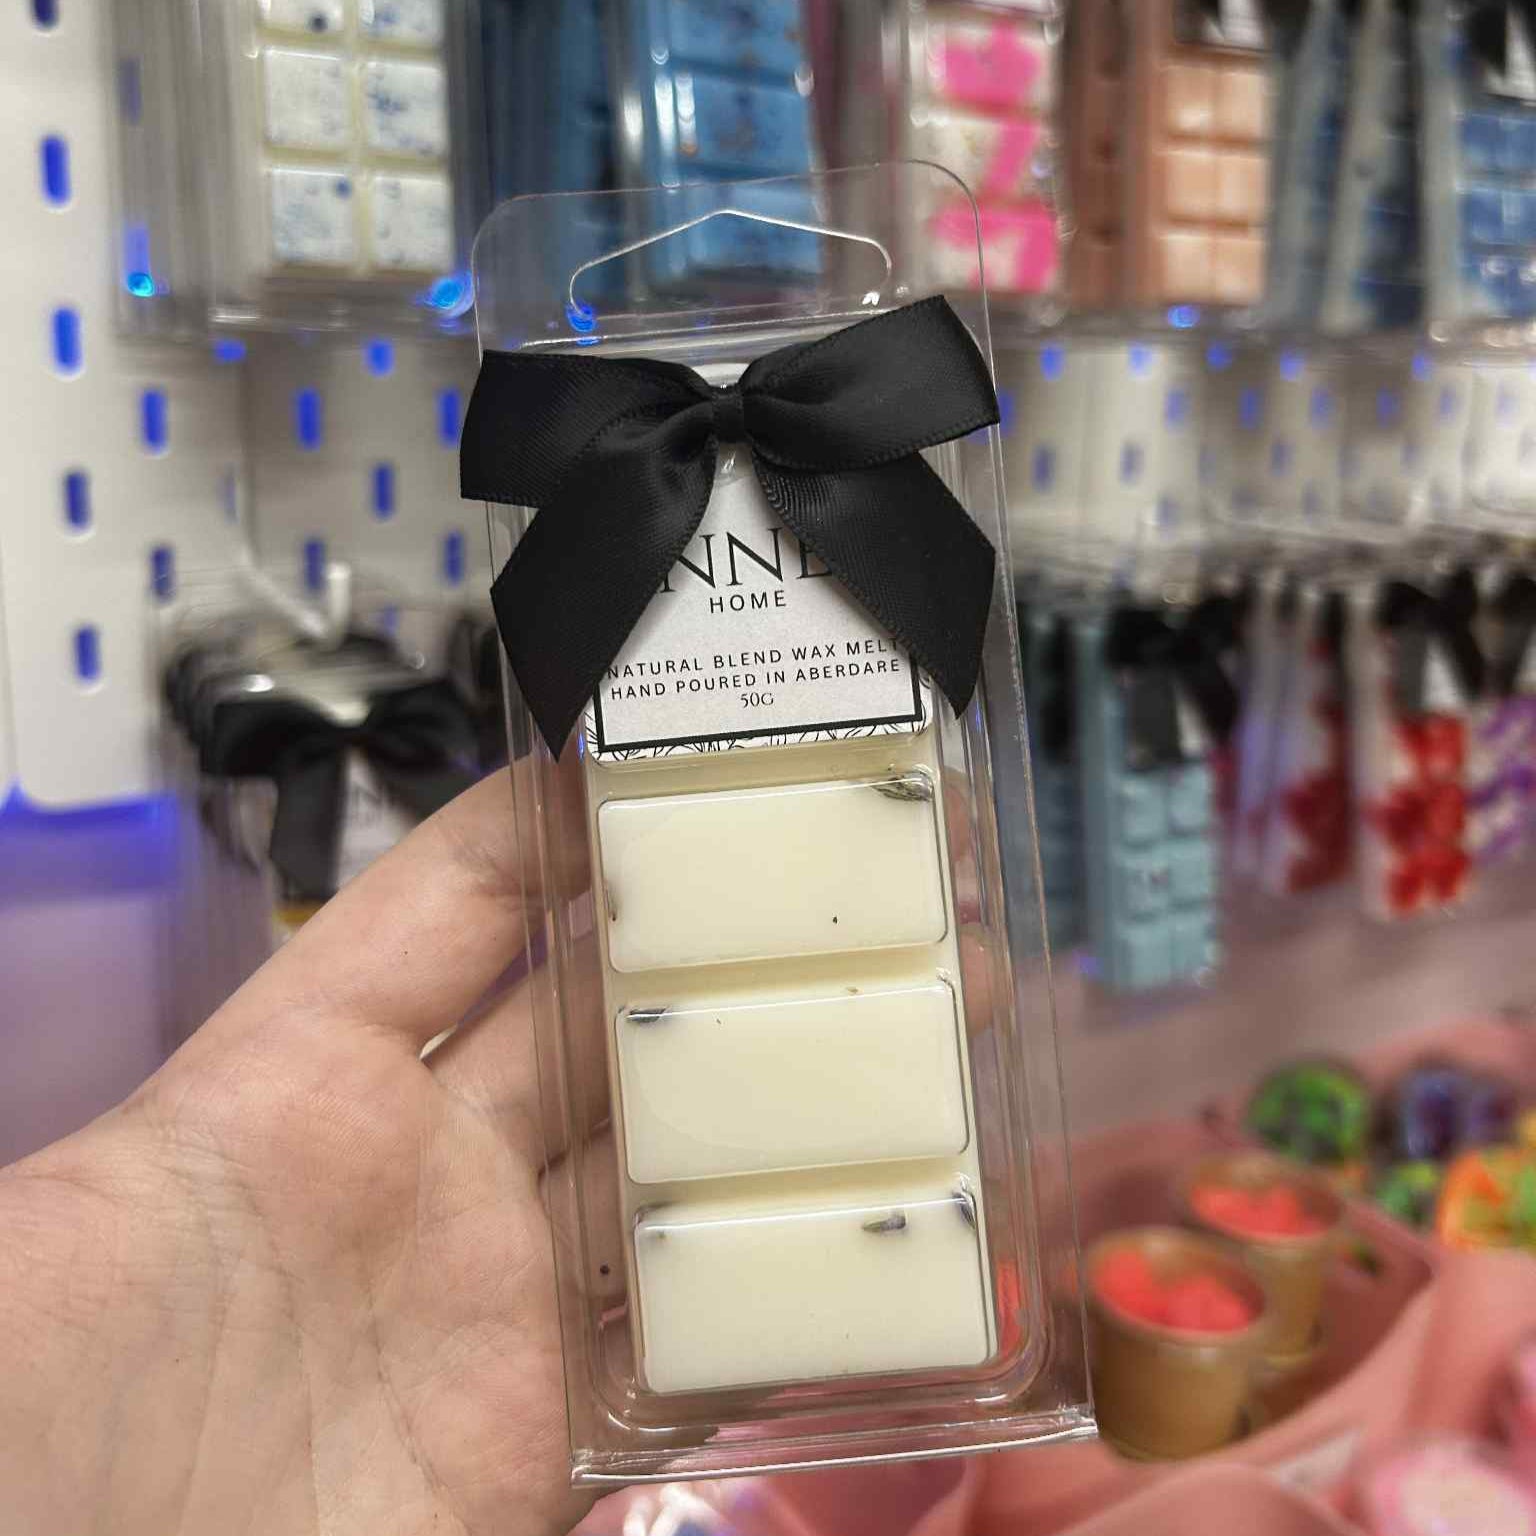 NNE
HOME
NATURAL BLEND WAX MELT
HAND POURED IN ABERDARE
50G